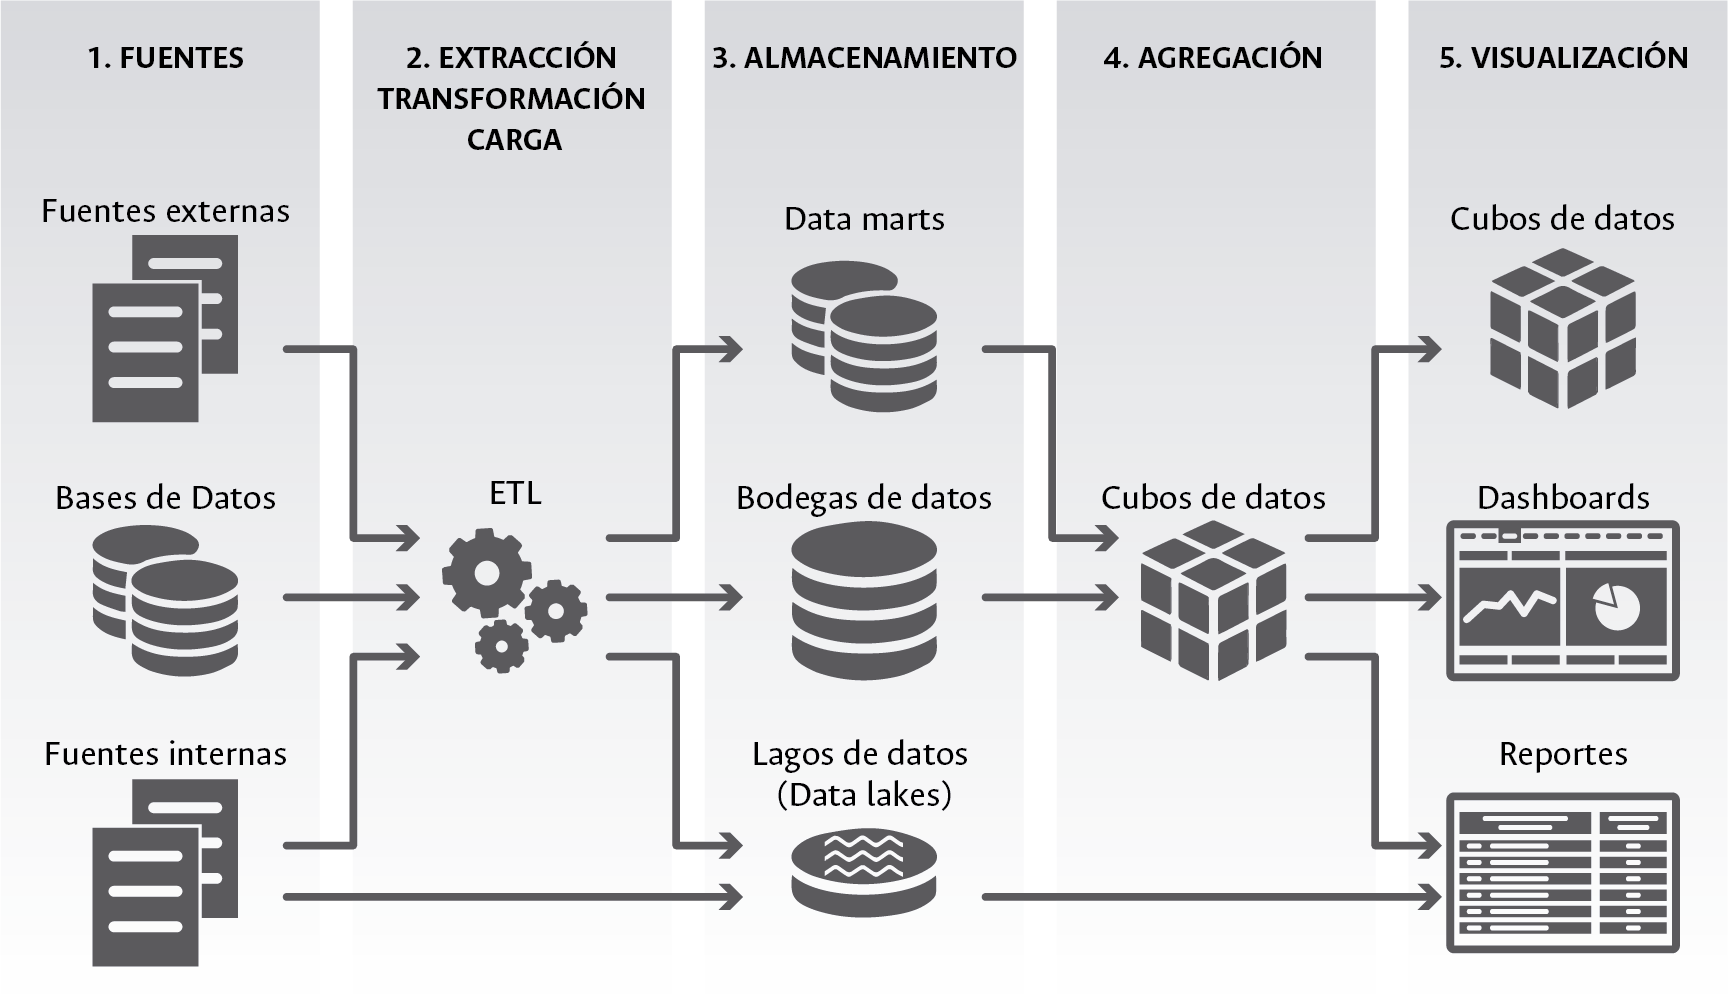 1. FUENTES
2. EXTRACCIÓN
TRANSFORMACIÓN
CARGA
3. ALMACENAMIENTO
4. AGREGACIÓN
5. VISUALIZACIÓN
Fuentes externas
Bases de Datos
Fuentes internas
ETL
Data marts
Bodegas de datos
Lagos de datos
(Data lakes)
Cubos de datos
Cubos de datos
Dashboards
Reportes